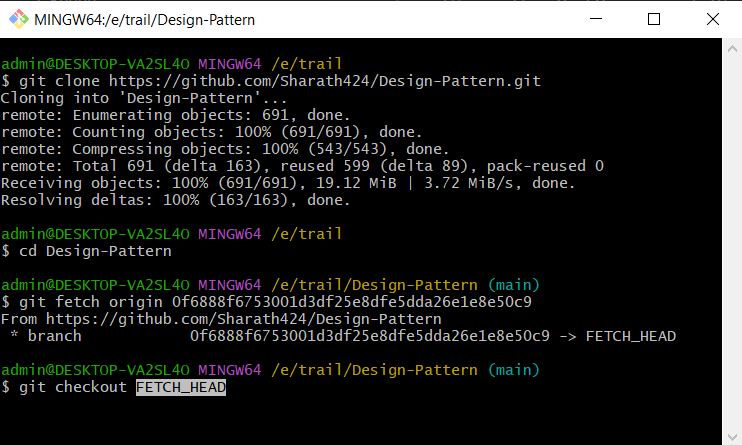 MINGW64:/e/trail/Design-Pattern
admin@DESKTOP-VA2SL4O MINGW64 /e/trail
$ git clone https://github.com/Sharath424/Design-Pattern.git
Cloning into 'Design-Pattern'...
remote: Enumerating objects: 691, done.
remote: Counting objects: 100% (691/691), done.
remote: Compressing objects: 100% (543/543), done.
remote: Total 691 (delta 163), reused 599 (delta 89), pack-reused 0
Receiving objects: 100% (691/691), 19.12 MiB | 3.72 MiB/s, done.
Resolving deltas: 100% (163/163), done.
admin@DESKTOP-VA2SL4O MINGW64 /e/trail
$ cd Design-Pattern
admin@DESKTOP-VA2SL4O MINGW64 /e/trail/Design-Pattern (main)
$ git fetch origin 0f6888f6753001d3df25e8dfe5dda26e1e8e50c9
From https://github.com/Sharath424/Design-Pattern
 * branch            0f6888f6753001d3df25e8dfe5dda26e1e8e50c9 -> FETCH_HEAD
admin@DESKTOP-VA2SL4O MINGW64 /e/trail/Design-Pattern (main)
$ git checkout FETCH_HEAD